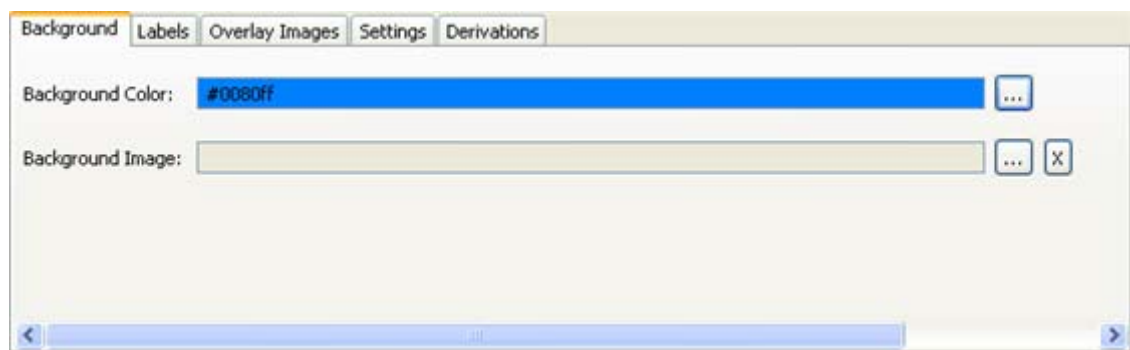 Background Labels Overlay Images Settings Derivations
Background Color: #0080ff ...
Background Image: ... X